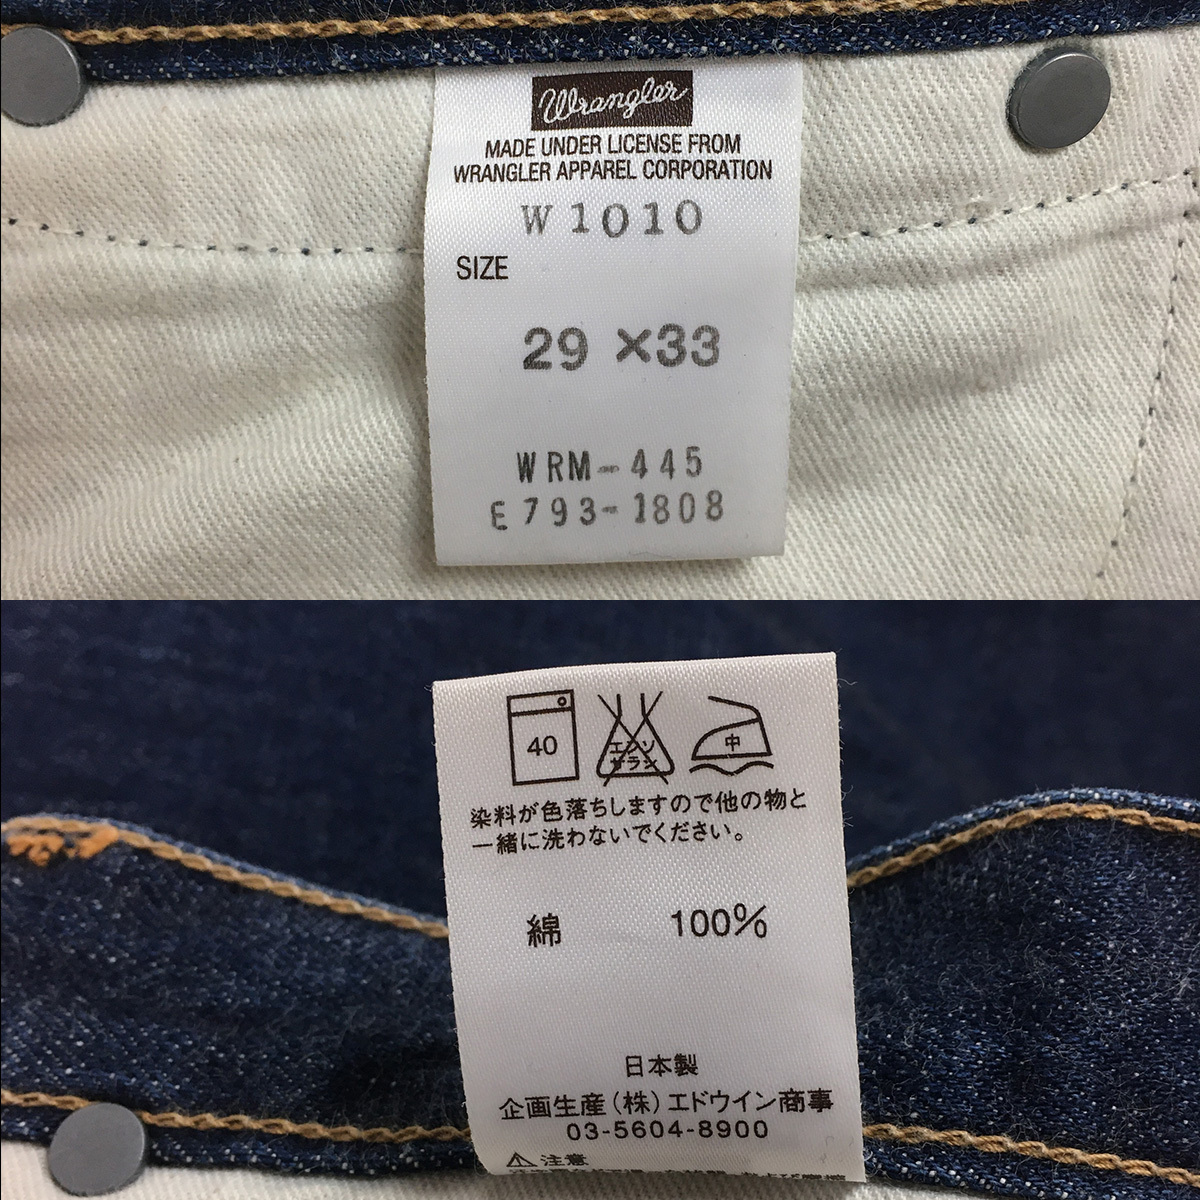 Wrangler
MADE UNDER LICENSE FROM
WRANGLER APPAREL CORPORATION
W1010
SIZE
29 ×33
WRM-445
E793-1808
40
エンソ
サラシ
中
染料が色落ちしますので他の物と
一緒に洗わないでください。
綿 100%
日本製
企画生産(株)エドウイン商事
03-5604-8900
⚠注意